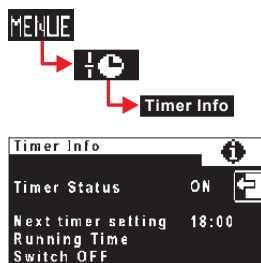 MENUE
Timer Info
Timer Info
Timer Status ON
Next timer setting 18:00
Running Time
Switch OFF